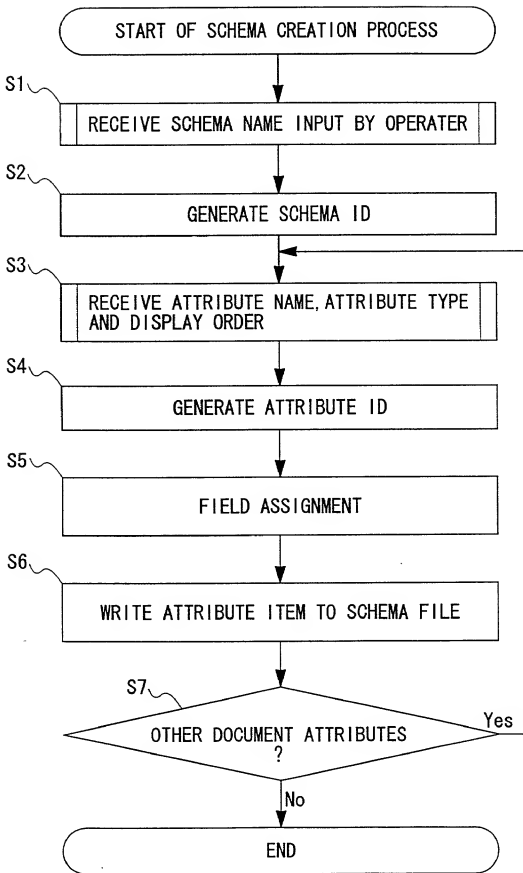 START OF SCHEMA CREATION PROCESS
S1
RECEIVE SCHEMA NAME INPUT BY OPERATER
S2
GENERATE SCHEMA ID
S3
RECEIVE ATTRIBUTE NAME, ATTRIBUTE TYPE
AND DISPLAY ORDER
S4
GENERATE ATTRIBUTE ID
S5
FIELD ASSIGNMENT
S6
WRITE ATTRIBUTE ITEM TO SCHEMA FILE
S7
OTHER DOCUMENT ATTRIBUTES
?
Yes
No
END